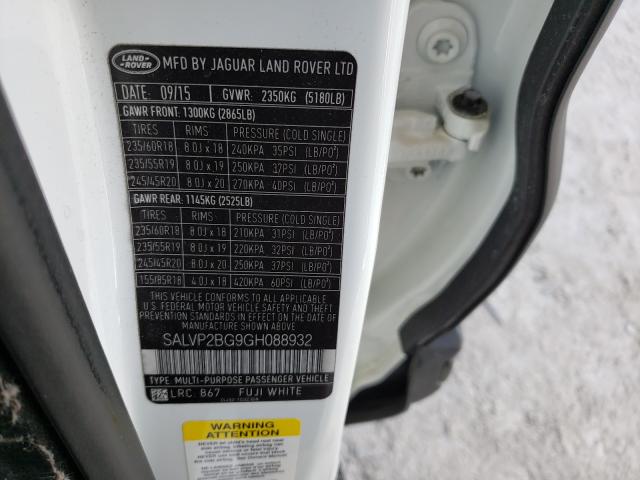 LAND ROVER MFD BY JAGUAR LAND ROVER LTD
DATE: 09/15 GVWR: 2350KG (5180LB)
GAWR FRONT: 1300KG (2865LB)
TIRES RIMS PRESSURE (COLD SINGLE)
235/60R18 8.0J x 18 240KPA 35PSI (LB/PO²)
235/55R19 8.0J x 19 250KPA 37PSI (LB/PO²)
245/45R20 8.0J x 20 270KPA 40PSI (LB/PO²)
GAWR REAR: 1145KG (2525LB)
TIRES RIMS PRESSURE (COLD SINGLE)
235/60R18 8.0J x 18 210KPA 31PSI (LB/PO²)
235/55R19 8.0J x 19 220KPA 32PSI (LB/PO²)
245/45R20 8.0J x 20 250KPA 37PSI (LB/PO²)
155/85R18 4.0J x 18 420KPA 60PSI (LB/PO²)
THIS VEHICLE CONFORMS TO ALL APPLICABLE
U.S. FEDERAL MOTOR VEHICLE SAFETY AND THEFT
PREVENTION STANDARDS IN EFFECT ON THE DATE OF
MANUFACTURE SHOWN ABOVE.
SALVP2BG9GH088932
TYPE: MULTI-PURPOSE PASSENGER VEHICLE
LRC: 867 FUJI WHITE
WARNING
ATTENTION